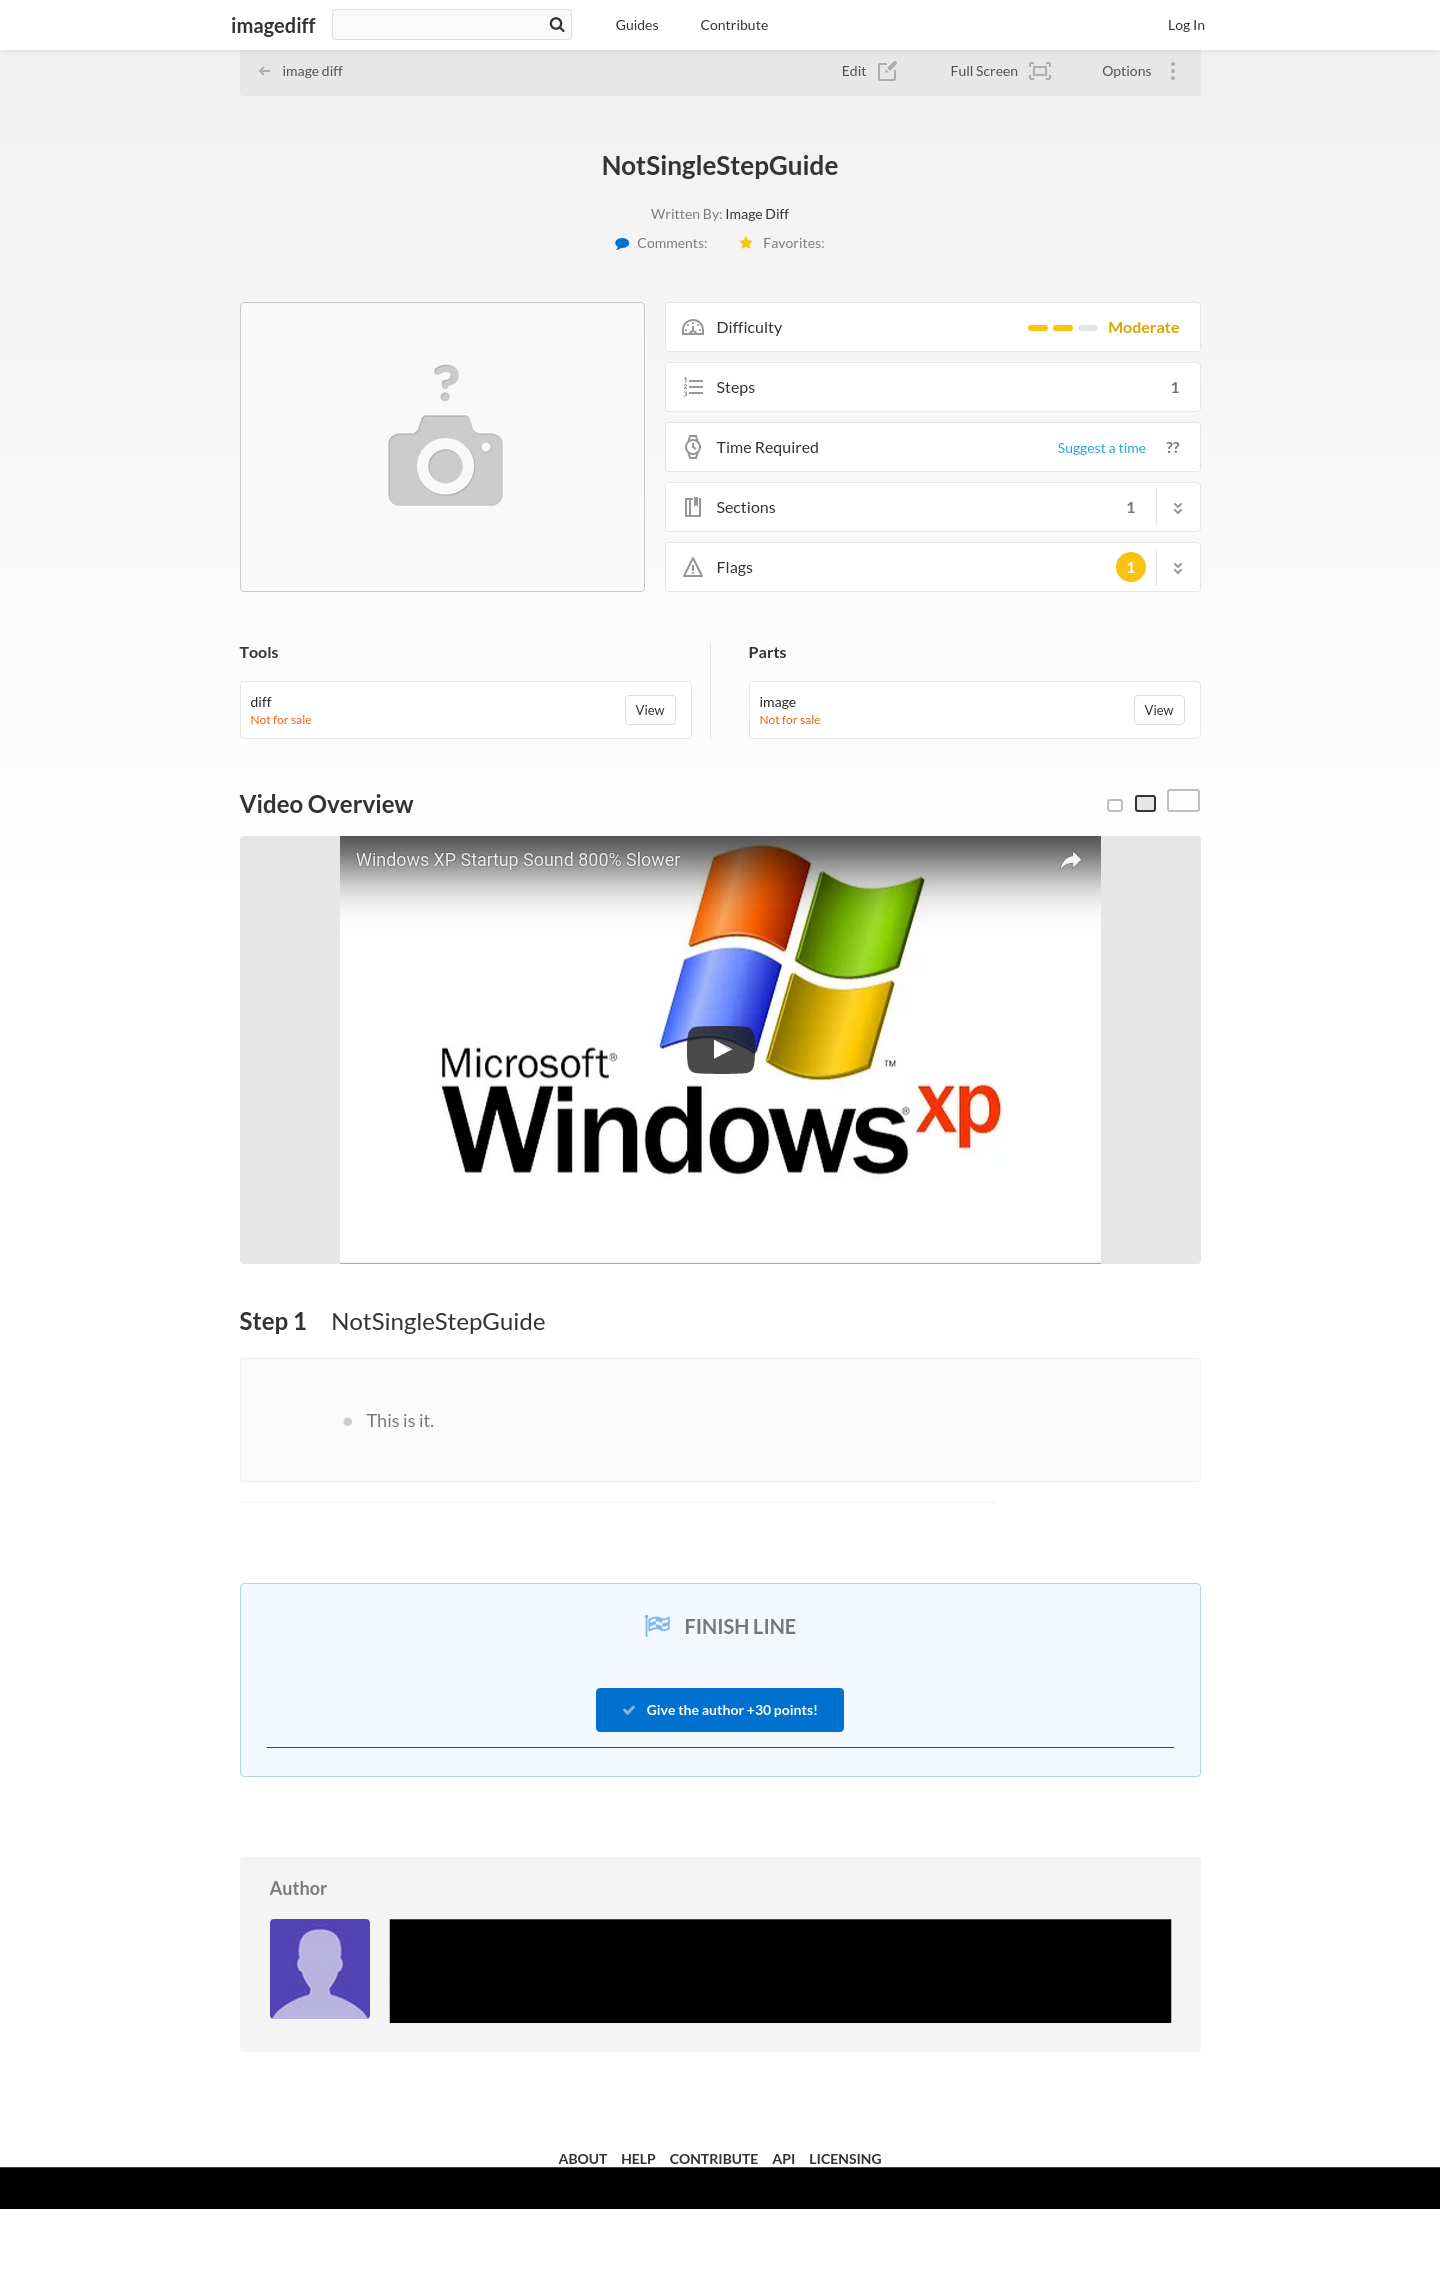 imagediff
Guides
Contribute
Log In
image diff
Edit
Full Screen
Options
NotSingleStepGuide
Written By: Image Diff
Comments:
Favorites:
?
Difficulty
Moderate
Steps
1
Time Required
Suggest a time
??
Sections
1
Flags
1
Tools
Parts
diff
Not for sale
View
image
Not for sale
View
Video Overview
Windows XP Startup Sound 800% Slower
Microsoft®
Windows® xp
TM
Step 1 NotSingleStepGuide
This is it.
FINISH LINE
Give the author +30 points!
Author
ABOUT HELP CONTRIBUTE API LICENSING